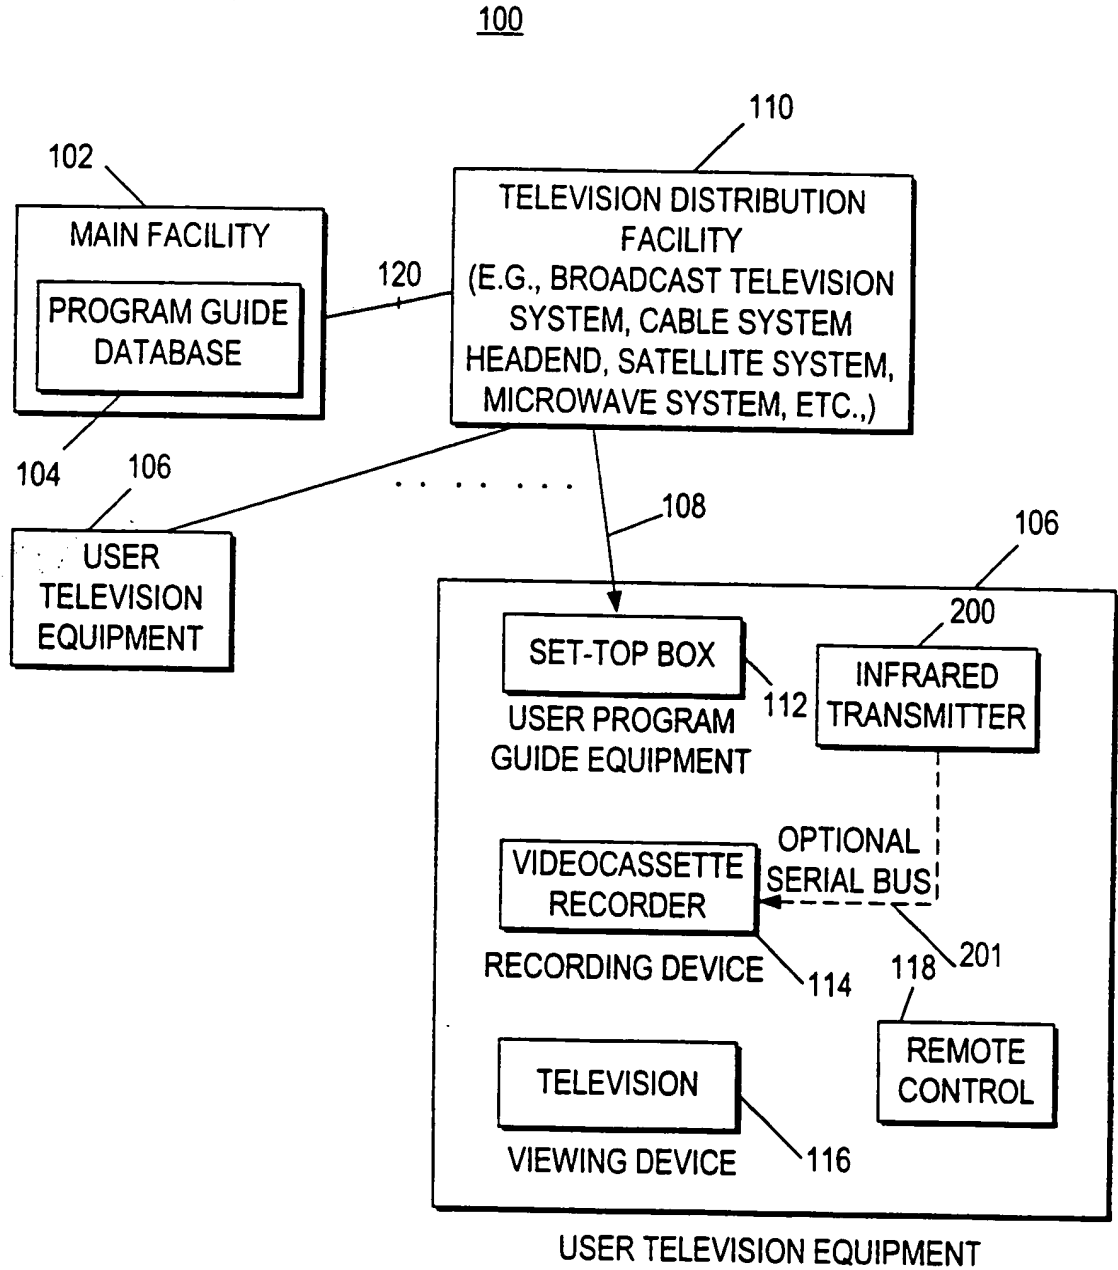 100
110
102
TELEVISION DISTRIBUTION
FACILITY
(E.G., BROADCAST TELEVISION
SYSTEM, CABLE SYSTEM
HEADEND, SATELLITE SYSTEM,
MICROWAVE SYSTEM, ETC.,)
MAIN FACILITY
120
PROGRAM GUIDE
DATABASE
104
106
108
USER
TELEVISION
EQUIPMENT
106
200
SET-TOP BOX
112
INFRARED
TRANSMITTER
USER PROGRAM
GUIDE EQUIPMENT
OPTIONAL
SERIAL BUS
VIDEOCASSETTE
RECORDER
201
RECORDING DEVICE
114
118
REMOTE
CONTROL
TELEVISION
VIEWING DEVICE
116
USER TELEVISION EQUIPMENT